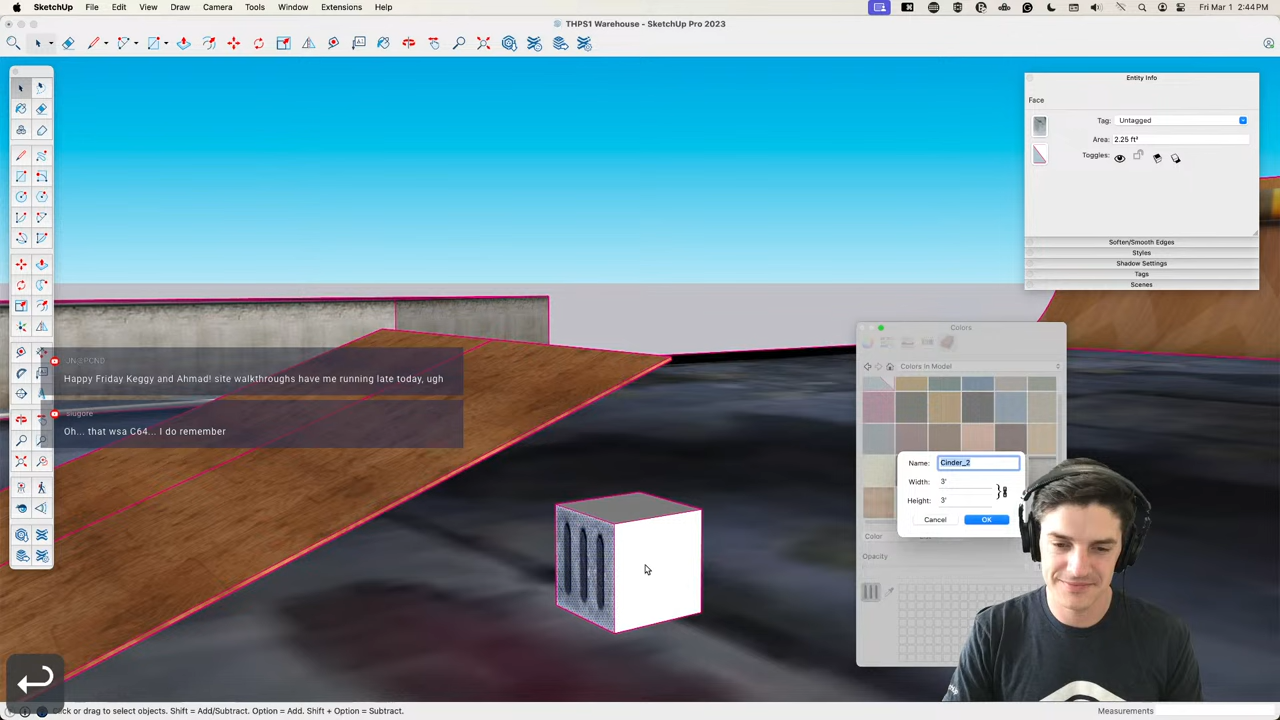 SketchUp File Edit View Draw Camera Tools Window Extensions Help Fri Mar 1 2:44PM
THPS1 Warehouse - SketchUp Pro 2023
Entity Info
Face
Tag: Untagged
Area: 2.25 ft²
Toggles:
Soften/Smooth Edges
Styles
Shadow Settings
Tags
Scenes
Colors
Colors In Model
Happy Friday Keggy and Aaron
have me running late today, ugh
slugore
Oh... that wsa C64... I do remember
Name: Cinder_2
Width: 3'
Height: 3'
Cancel OK
Color
Opacity
Click or drag to select objects. Shift = Add/Subtract. Option = Add. Shift + Option = Subtract.
Measurements